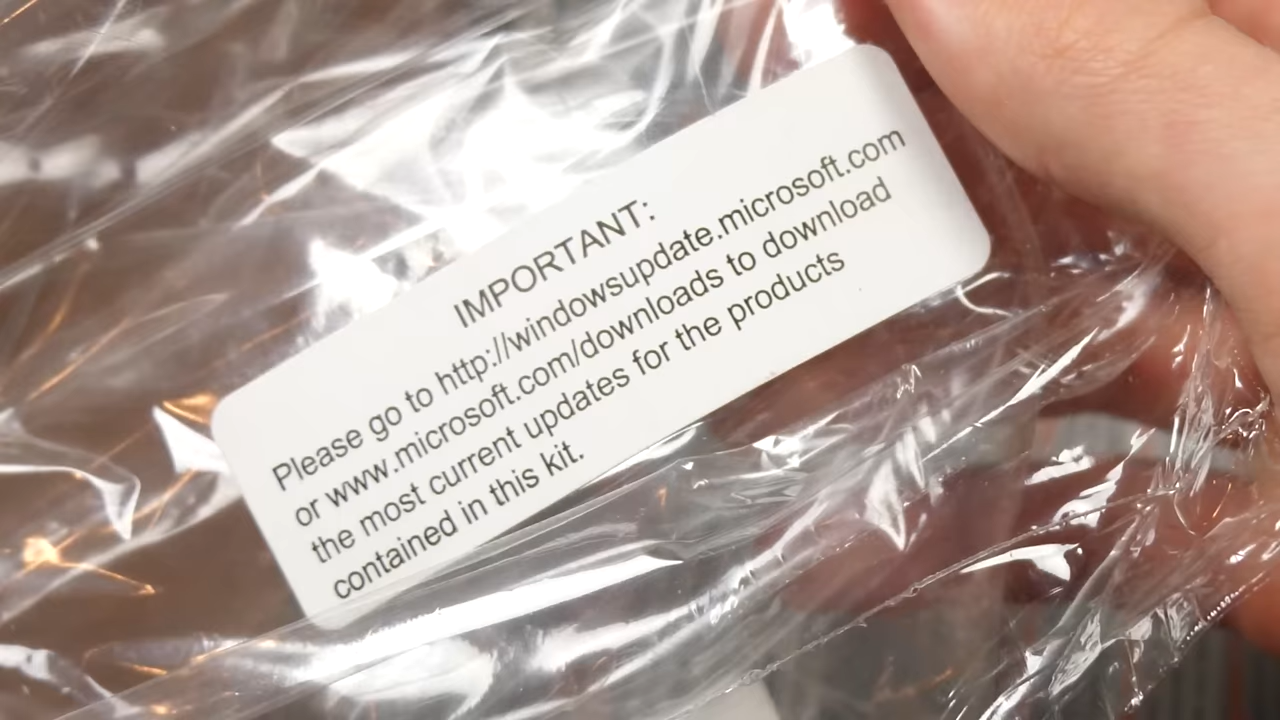 IMPORTANT:
Please go to http://windowsupdate.microsoft.com
or www.microsoft.com/downloads to download
the most current updates for the products
contained in this kit.